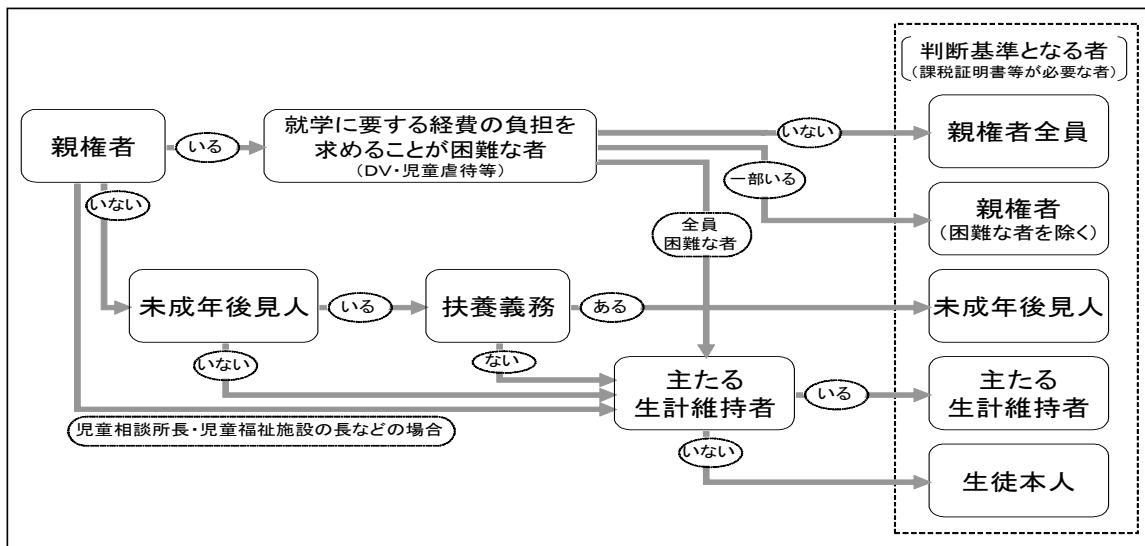 判断基準となる者
(課税証明書等が必要な者)
親権者
いる
就学に要する経費の負担を
求めることが困難な者
(DV・児童虐待等)
いない
親権者全員
一部いる
親権者
(困難な者を除く)
いない
全員
困難な者
未成年後見人
いる
扶養義務
ある
未成年後見人
いない
ない
主たる
生計維持者
いる
主たる
生計維持者
児童相談所長・児童福祉施設の長などの場合
いない
生徒本人